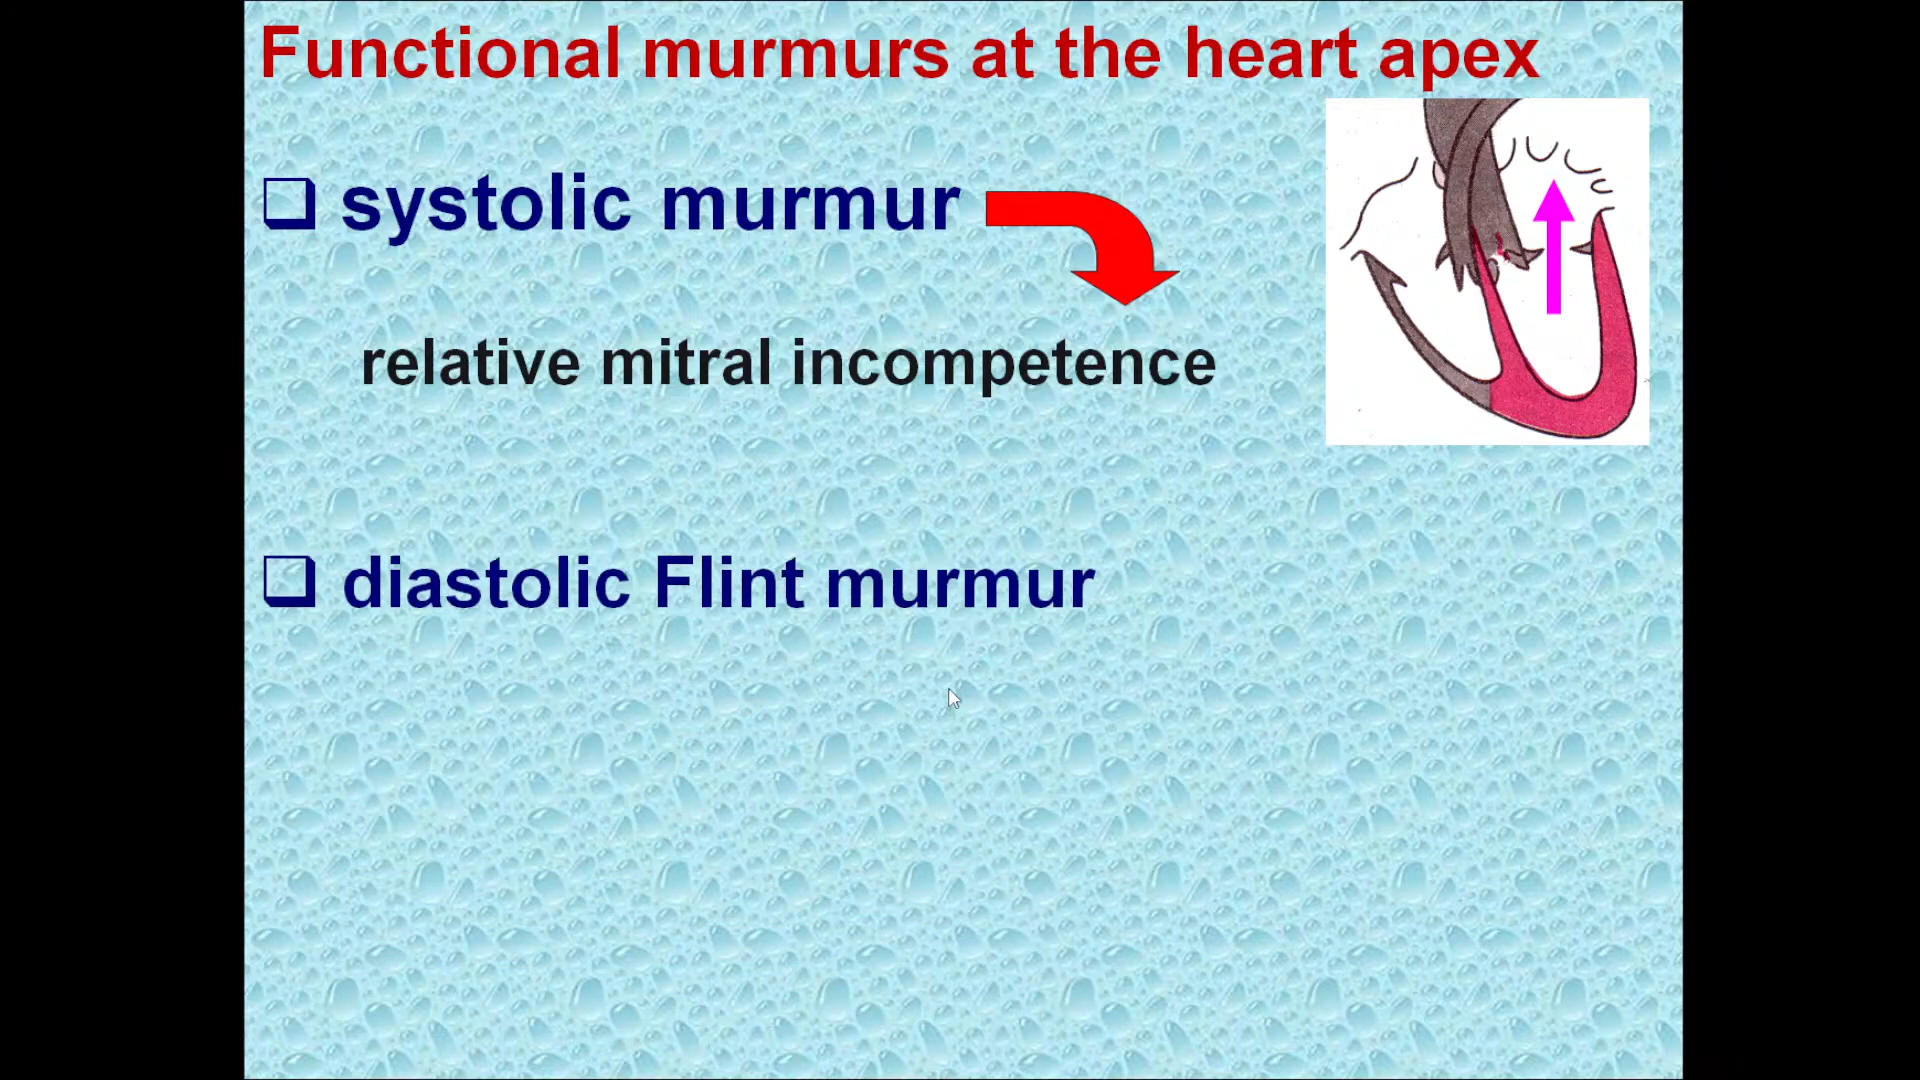 Functional murmurs at the heart apex
systolic murmur
relative mitral incompetence
diastolic Flint murmur